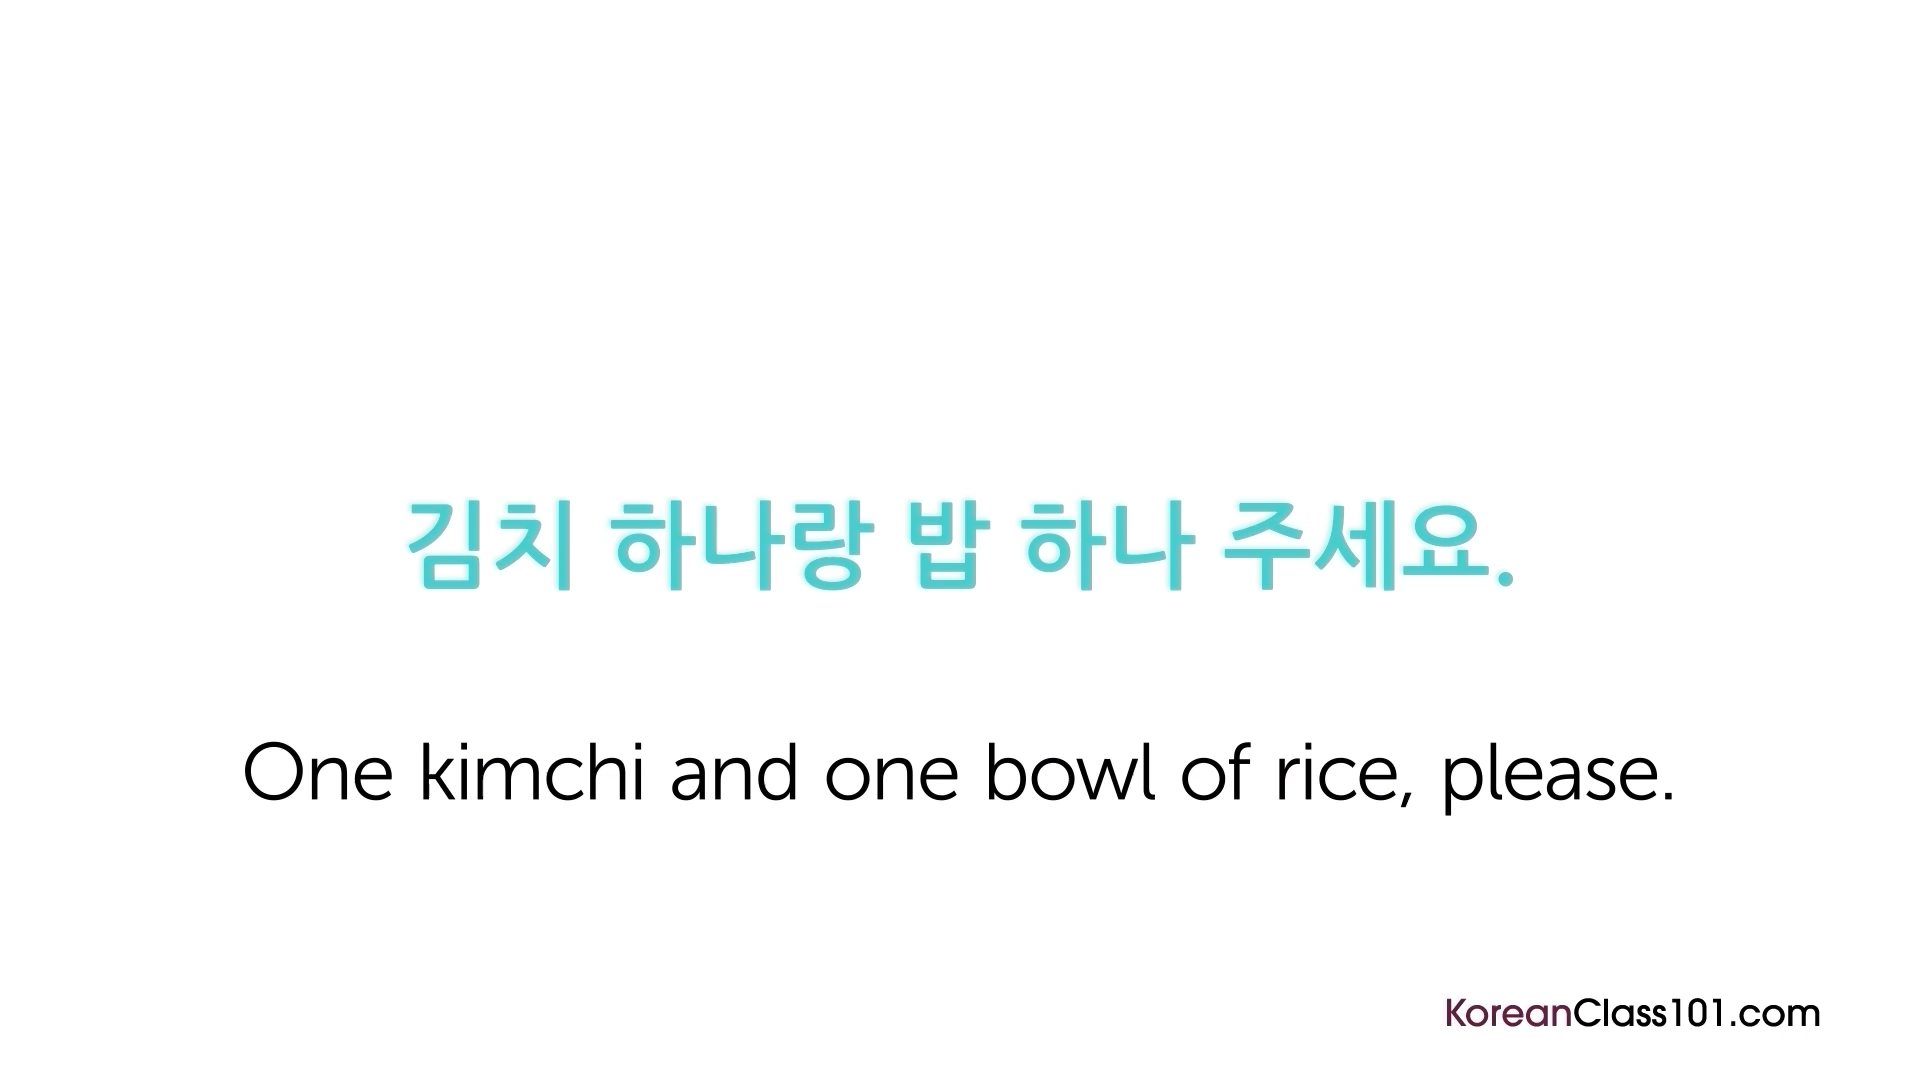 김치 하나랑 밥 하나 주세요.
One kimchi and one bowl of rice, please.
KoreanClass101.com